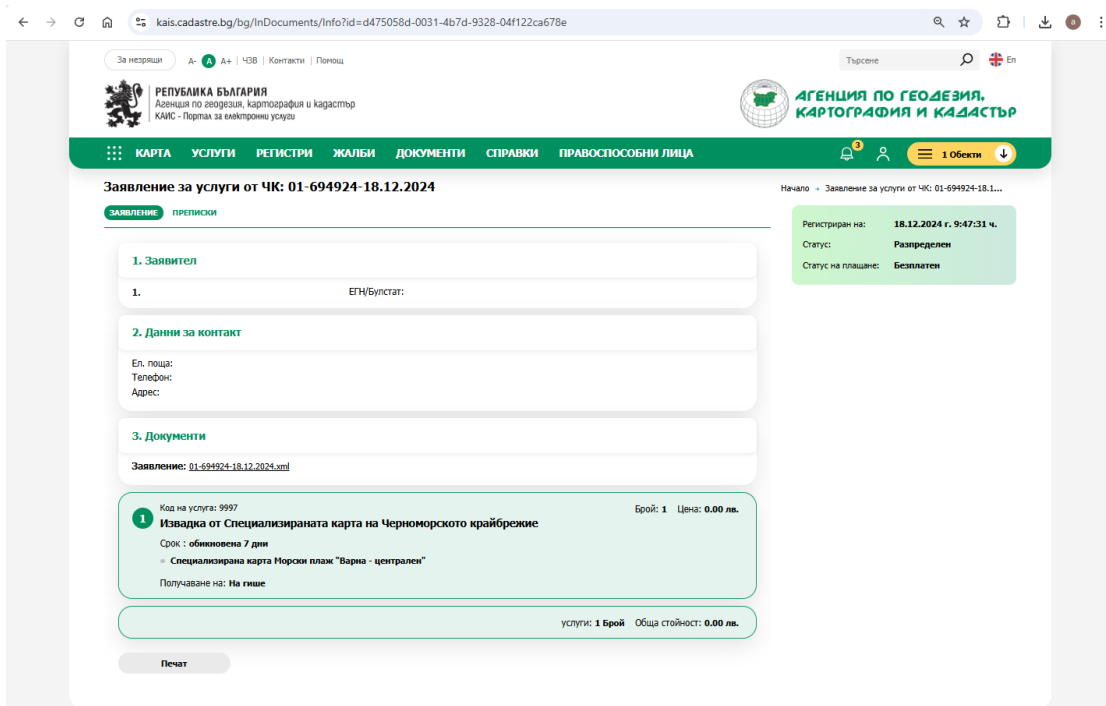 kais.cadastre.bg/bg/InDocuments/Info?id=d475058d-0031-4b7d-9328-04f122ca678e
a
За незрящи A- A A+ | ЧЗВ | Контакти | Помощ
Търсене En
РЕПУБЛИКА БЪЛГАРИЯ
Агенция по геодезия, картография и кадастър
КАИС - Портал за електронни услуги
АГЕНЦИЯ ПО ГЕОДЕЗИЯ,
КАРТОГРАФИЯ И КАДАСТЪР
КАРТА УСЛУГИ РЕГИСТРИ ЖАЛБИ ДОКУМЕНТИ СПРАВКИ ПРАВОСПОСОБНИ ЛИЦА 3 1 Обекти
Заявление за услуги от ЧК: 01-694924-18.12.2024
Начало → Заявление за услуги от ЧК: 01-694924-18.1...
ЗАЯВЛЕНИЕ ПРЕПИСКИ
Регистриран на: 18.12.2024 г. 9:47:31 ч.
Статус: Разпределен
Статус на плащане: Безплатен
1. Заявител
1. ЕГН/Булстат:
2. Данни за контакт
Ел. поща:
Телефон:
Адрес:
3. Документи
Заявление: 01-694924-18.12.2024.xml
1
Код на услуга: 9997 Брой: 1 Цена: 0.00 лв.
Извадка от Специализираната карта на Черноморското крайбрежие
Срок : обикновена 7 дни
Специализирана карта Морски плаж "Варна - централен"
Получаване на: На гише
услуги: 1 Брой Обща стойност: 0.00 лв.
Печат